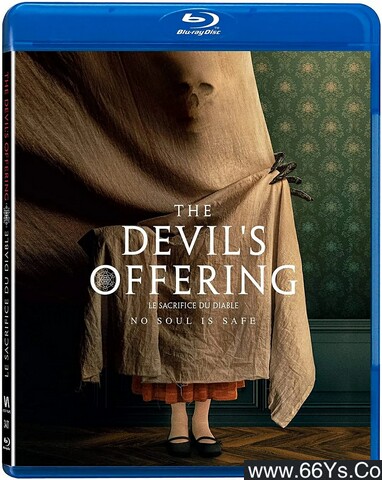 Blu-ray Disc
THE DEVIL'S OFFERING
LE SACRIFICE DU DIABLE
THE
DEVIL'S
OFFERING
LE SACRIFICE DU DIABLE
NO SOUL IS SAFE
www.66Ys.Co